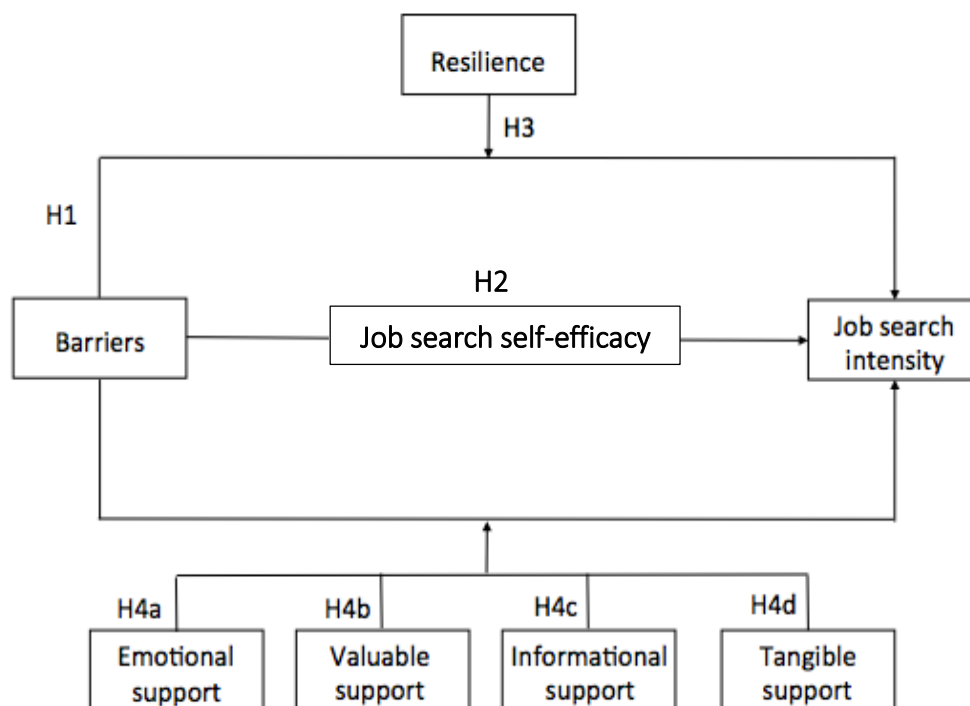 Resilience
H3
H1
H2
Barriers
Job search self-efficacy
Job search
intensity
H4a
H4b
H4c
H4d
Emotional
support
Valuable
support
Informational
support
Tangible
support